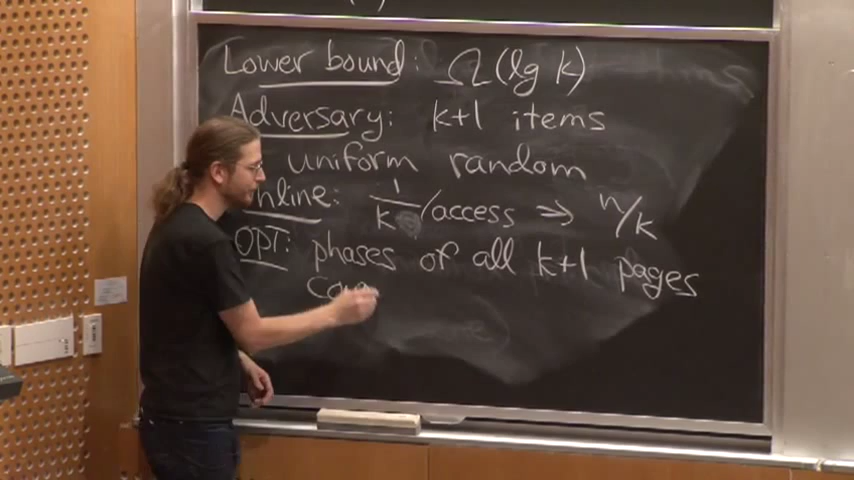 Lower bound: Ω(lg k)
Adversary: k+1 items
uniform random
online: 1/k /access ⇒ n/k
OPT: phases of all k+1 pages